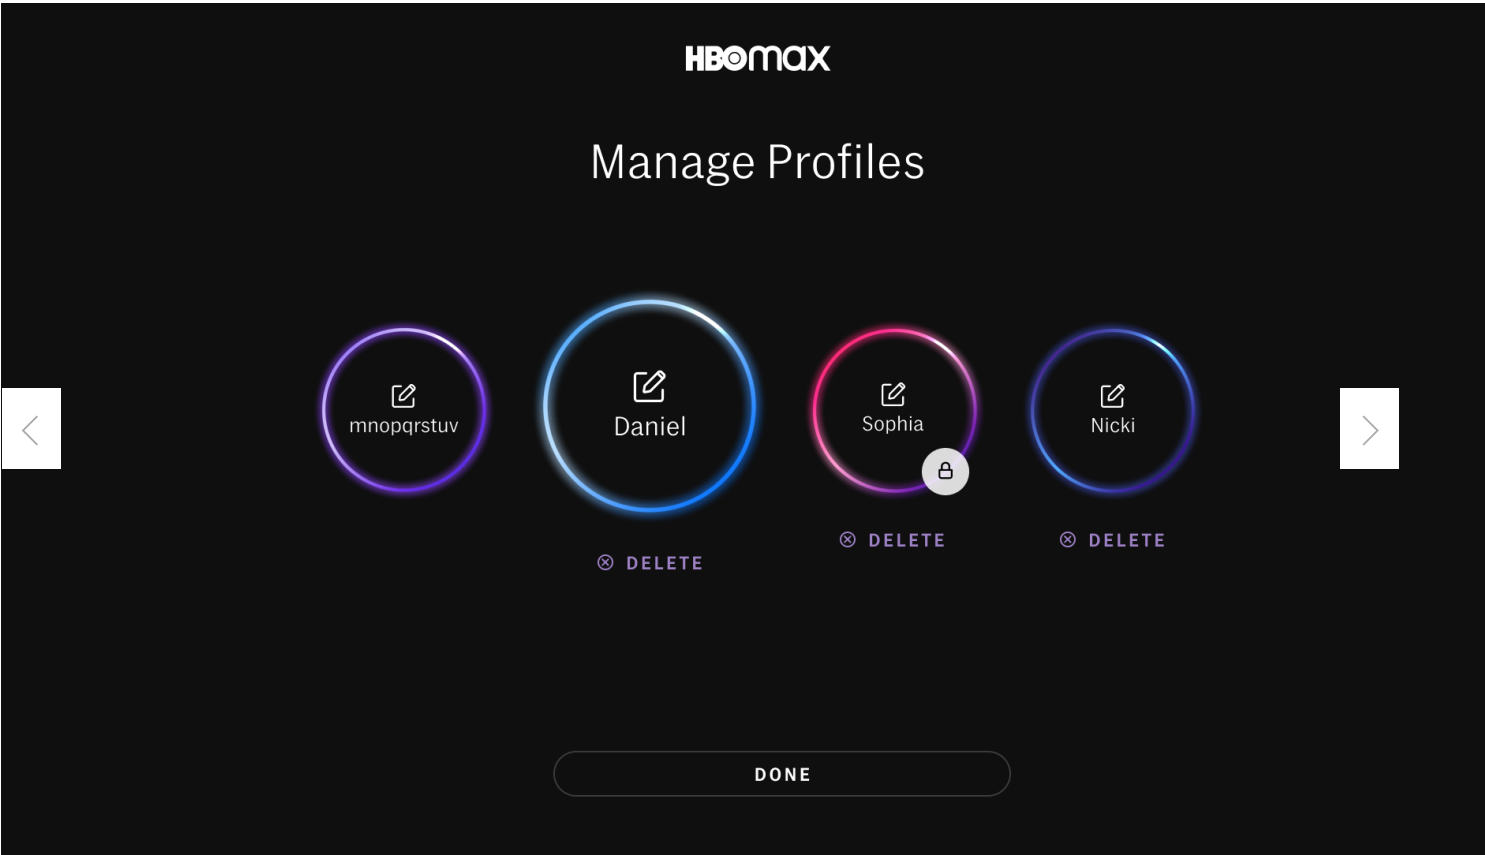 HBOmax
Manage Profiles
mnopqrstuv
Daniel
Sophia
Nicki
DELETE
DELETE
DELETE
DONE